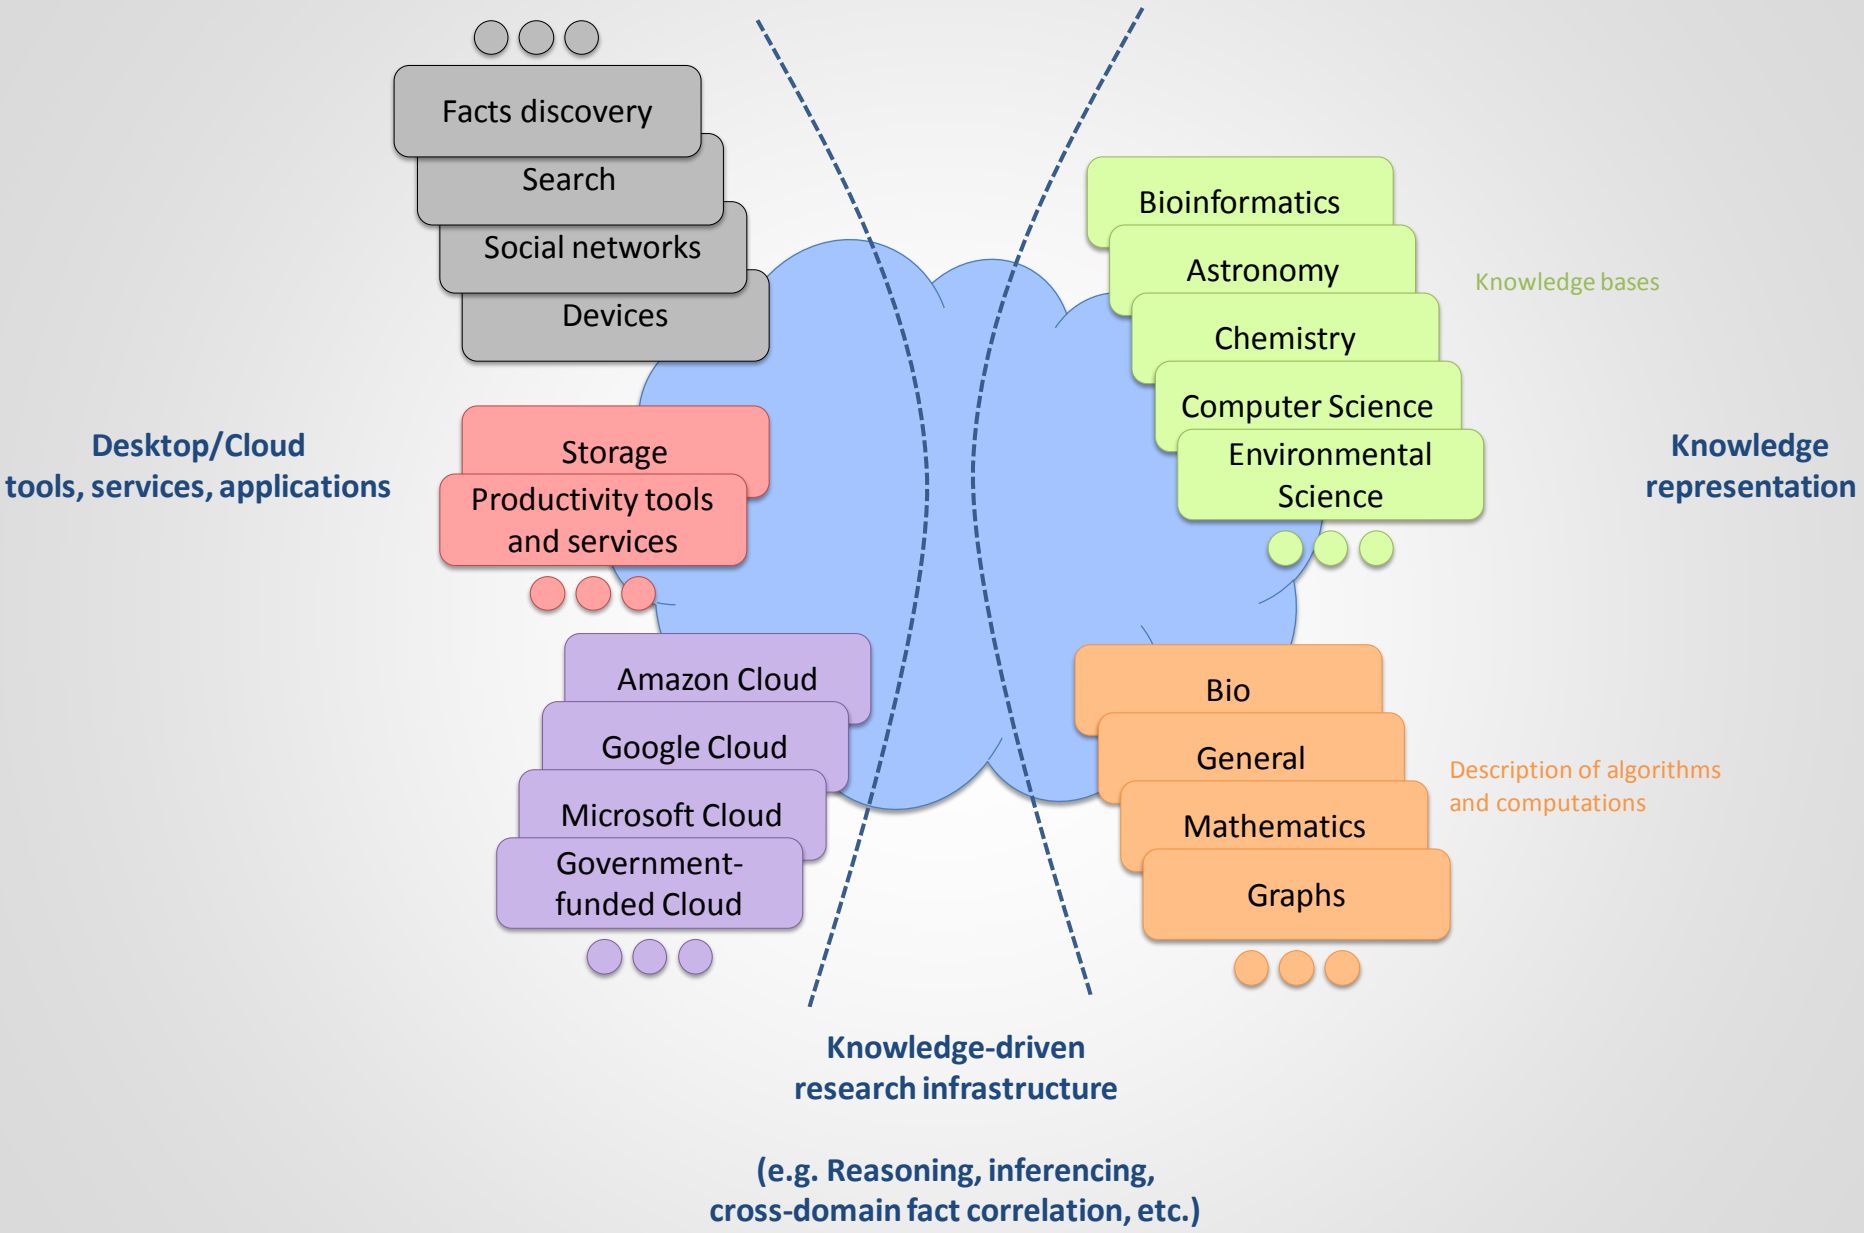 Facts discovery
Search
Social networks
Devices
Desktop/Cloud
tools, services, applications
Storage
Productivity tools
and services
Amazon Cloud
Google Cloud
Microsoft Cloud
Government-
funded Cloud
Bioinformatics
Astronomy
Chemistry
Computer Science
Environmental
Science
Knowledge bases
Knowledge
representation
Bio
General
Mathematics
Graphs
Description of algorithms
and computations
Knowledge-driven
research infrastructure
(e.g. Reasoning, inferencing,
cross-domain fact correlation, etc.)